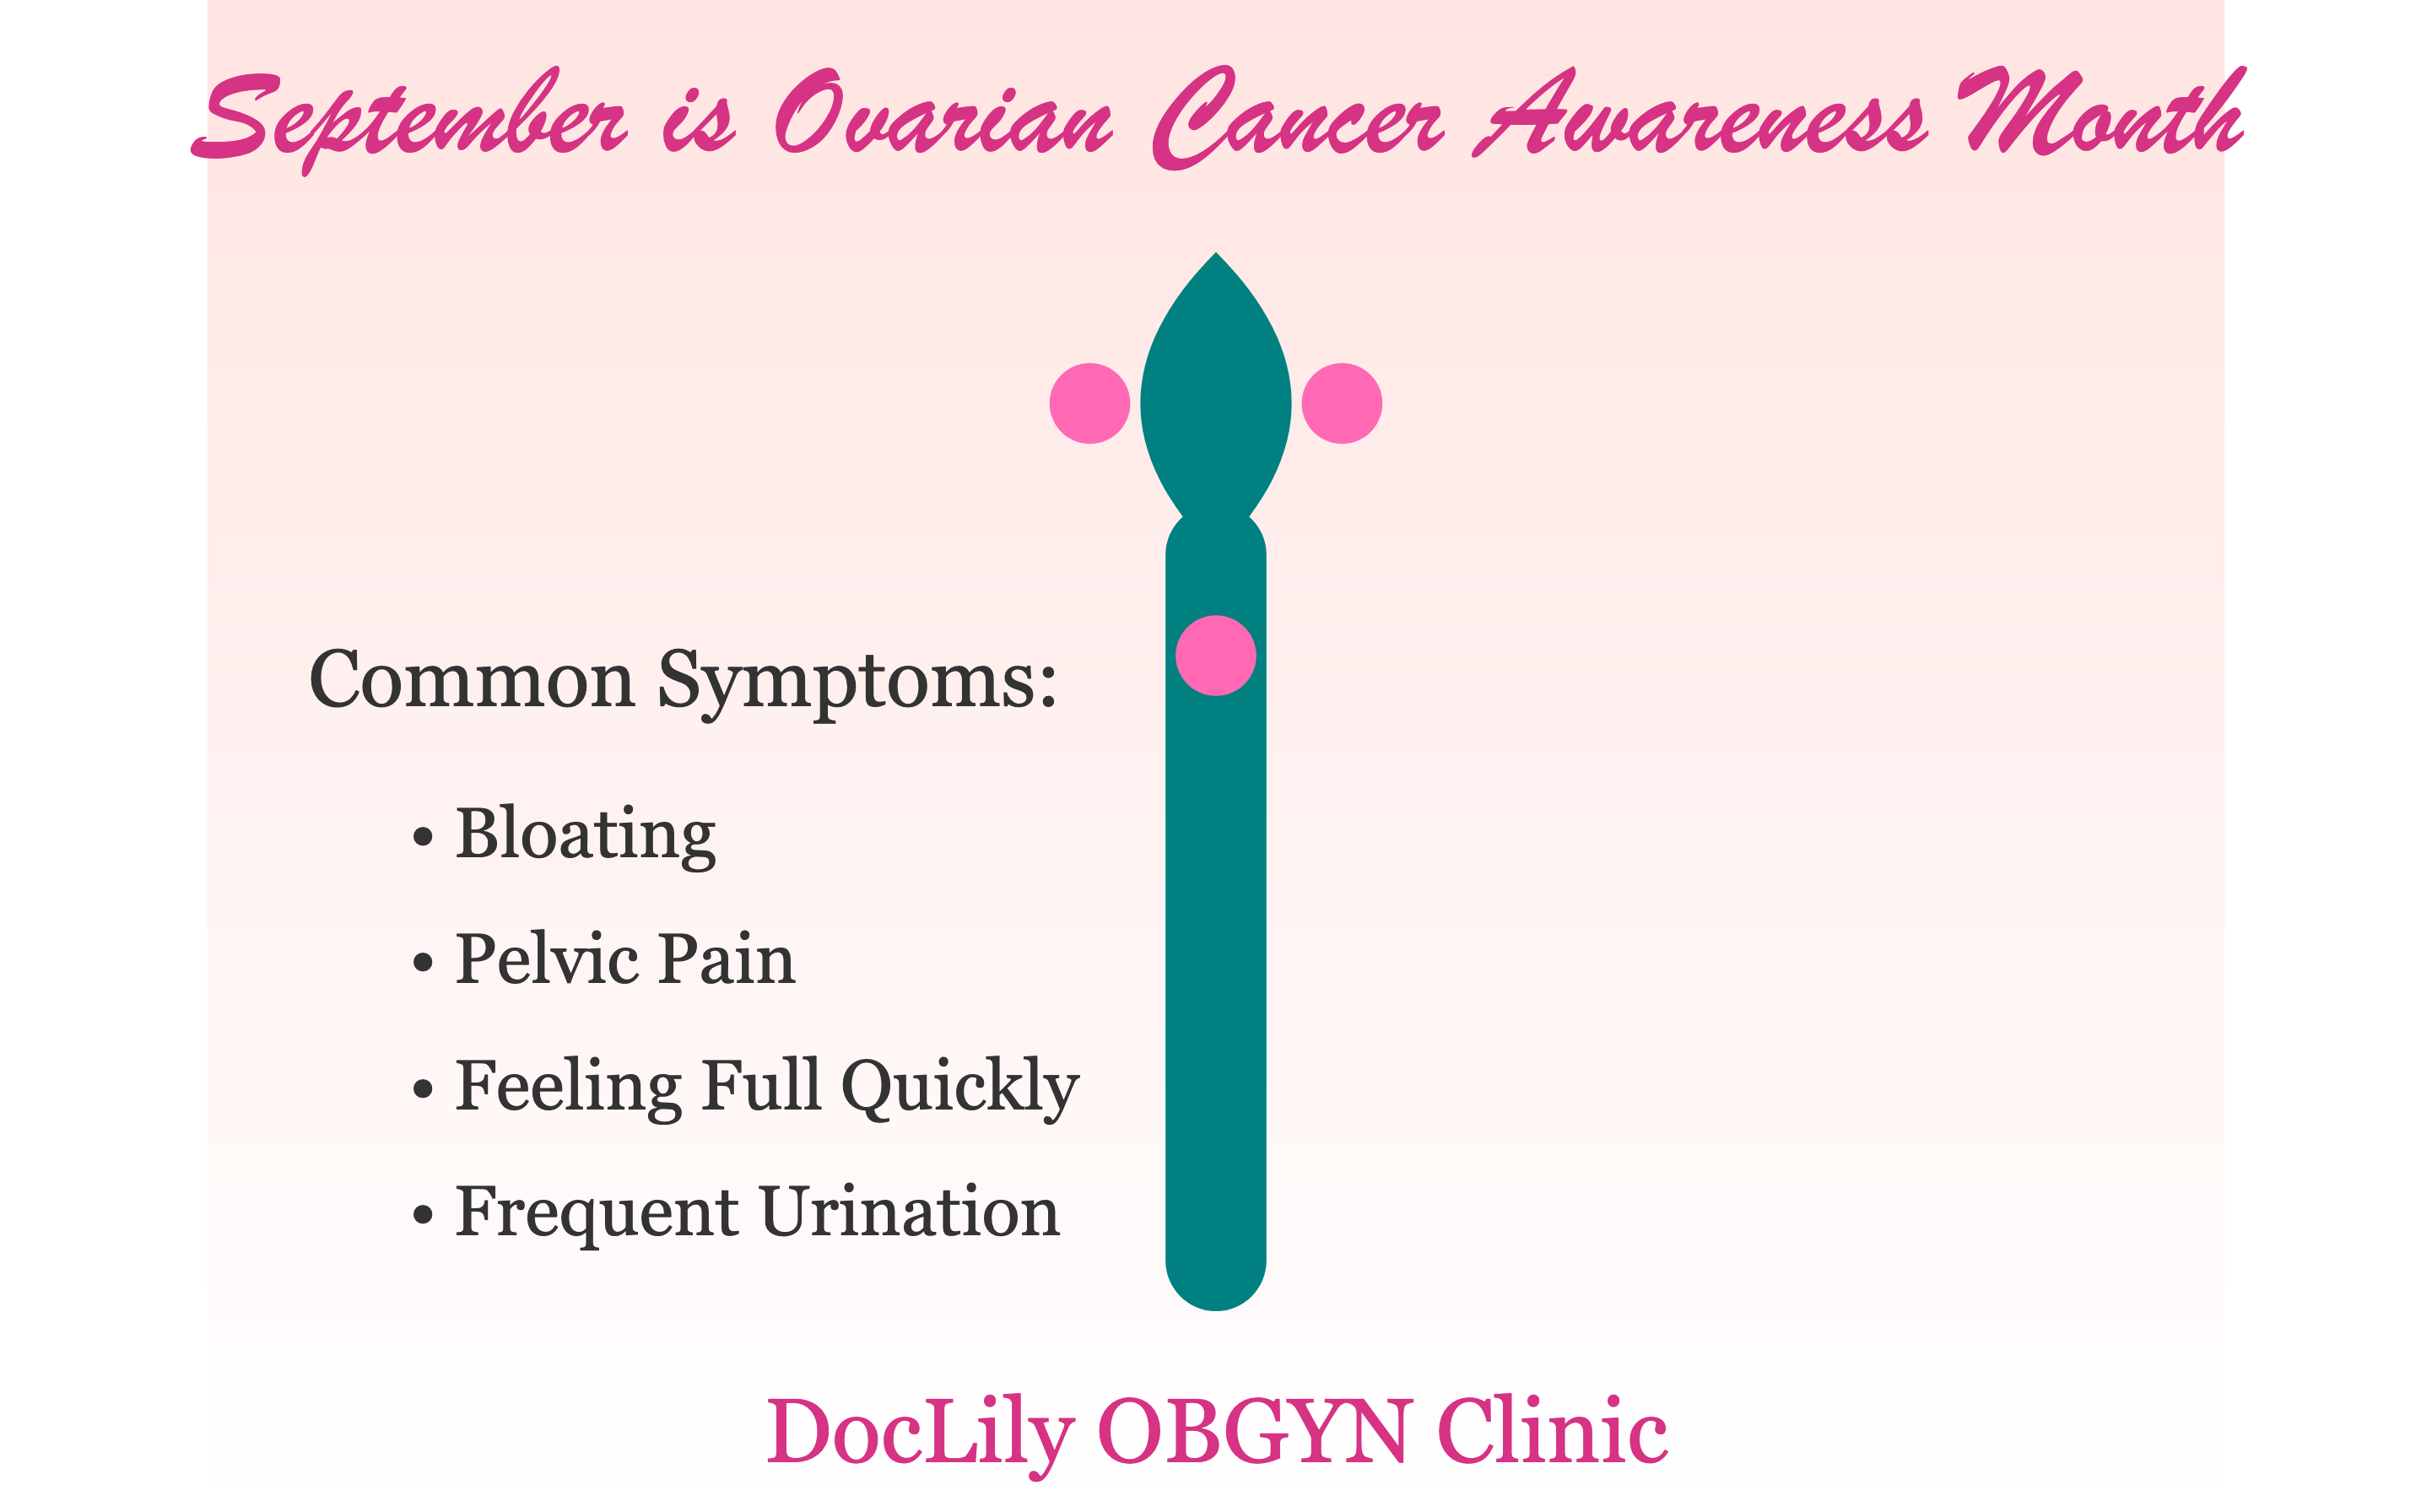 September is Ovarian Cancer Awareness Month
Common Symptoms:
• Bloating
• Pelvic Pain
• Feeling Full Quickly
• Frequent Urination
DocLily OBGYN Clinic